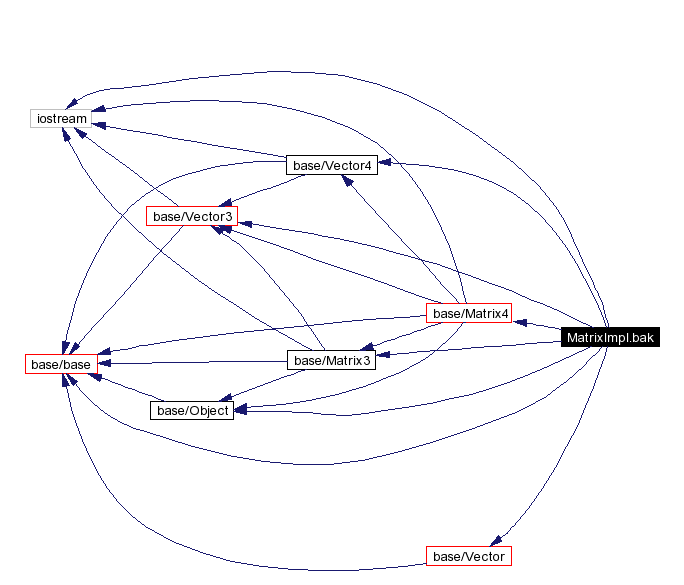 iostream
base/Vector4
base/Vector3
base/Matrix4
MatrixImpl.bak
base/Matrix3
base/base
base/Object
base/Vector